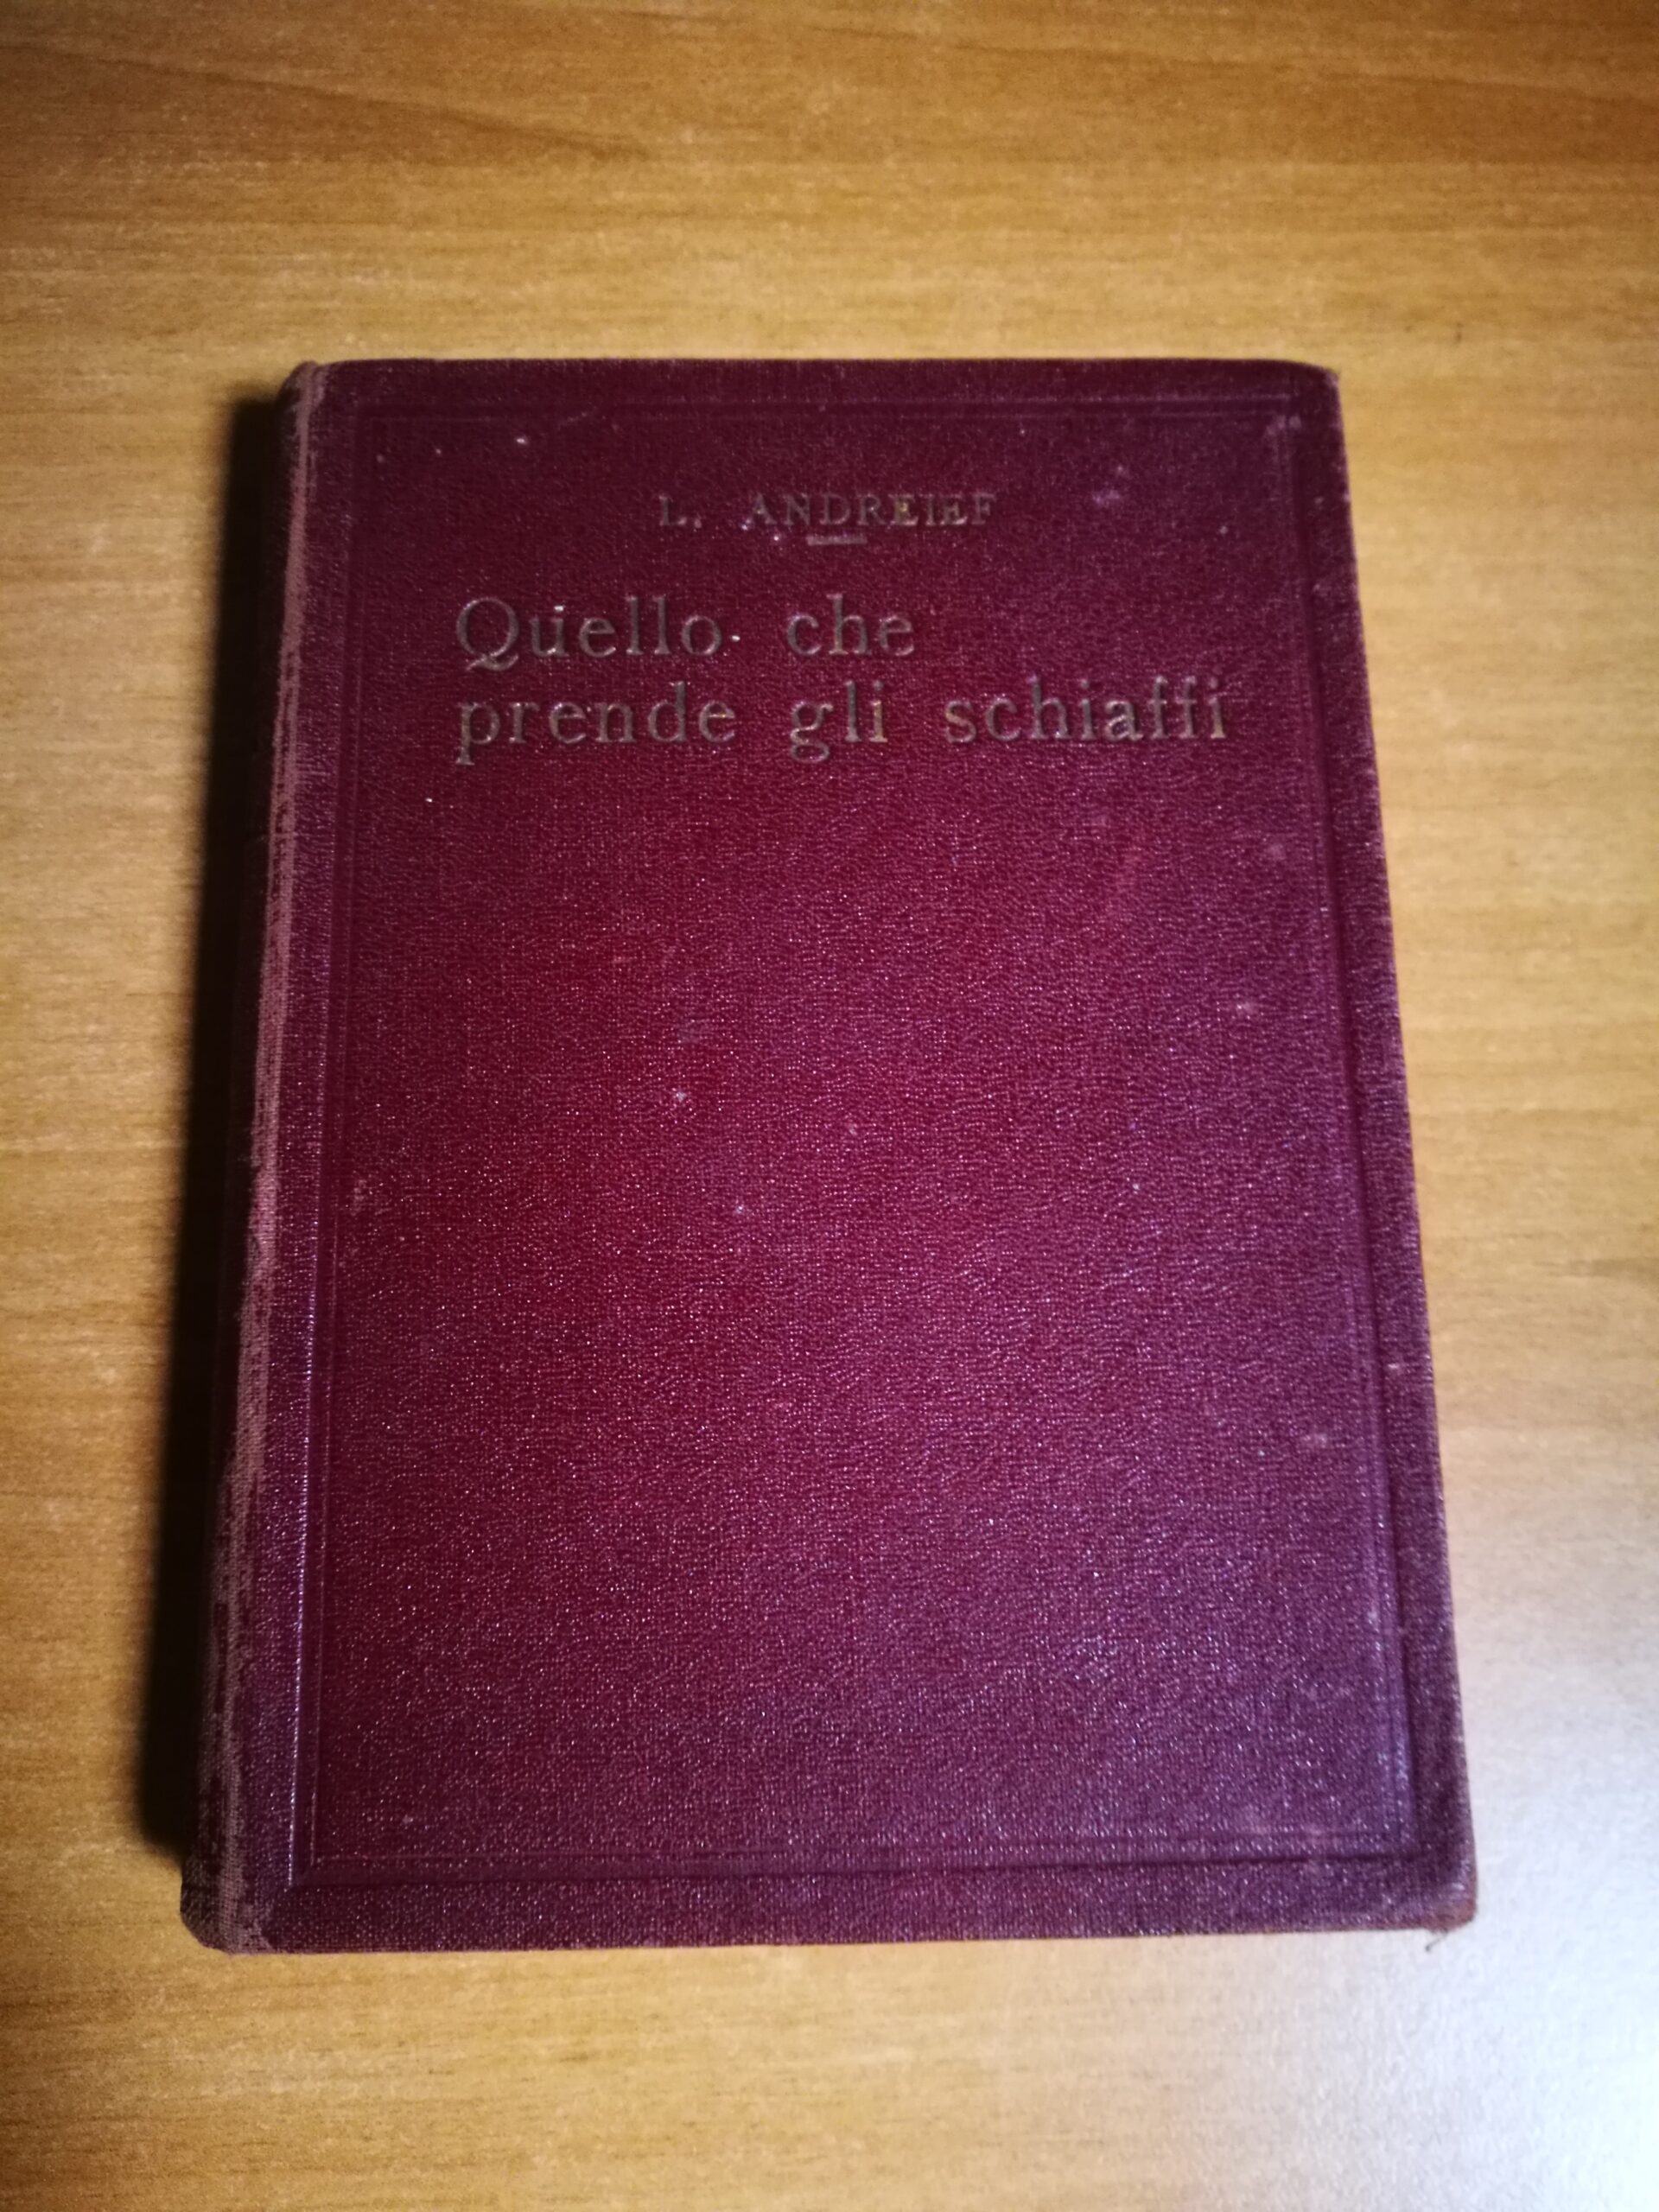 L. ANDREIEF
Quello che
prende gli schiaffi